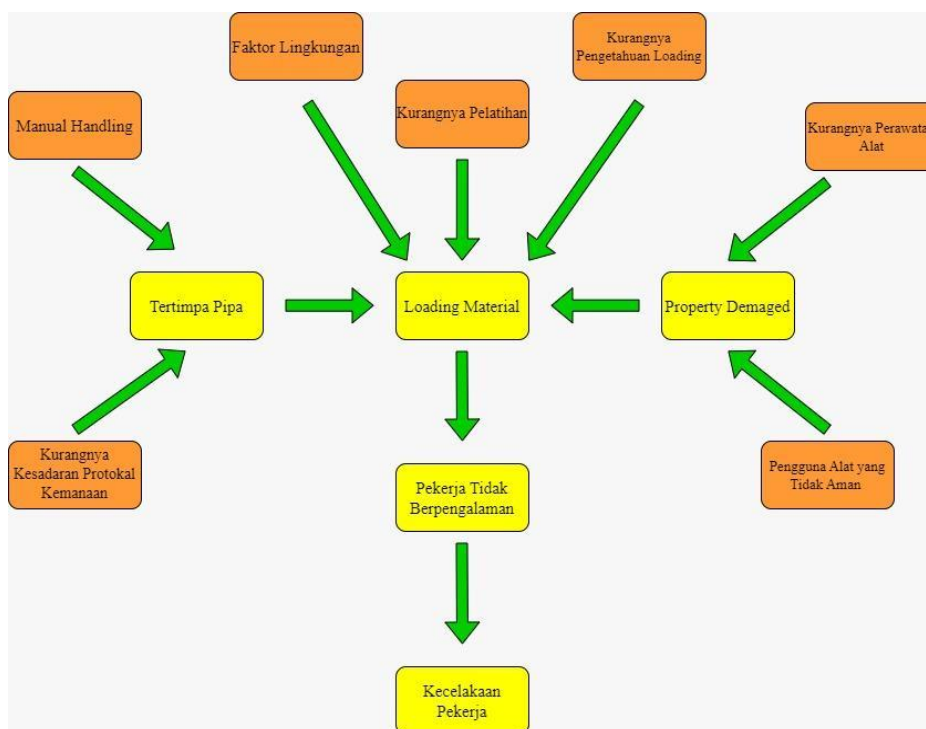 Faktor Lingkungan
Kurangnya
Pengetahuan Loading
Manual Handling
Kurangnya Pelatihan
Kurangnya Perawata
Alat
Tertimpa Pipa
Loading Material
Property Demaged
Kurangnya
Kesadaran Protokal
Kemanaan
Pekerja Tidak
Berpengalaman
Pengguna Alat yang
Tidak Aman
Kecelakaan
Pekerja